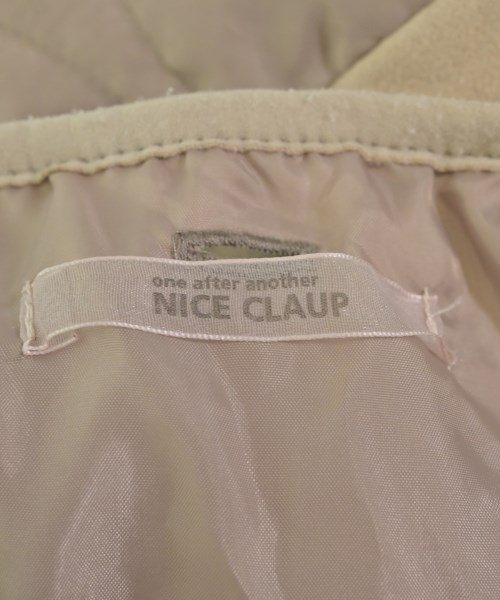 one after another
NICE CLAUP